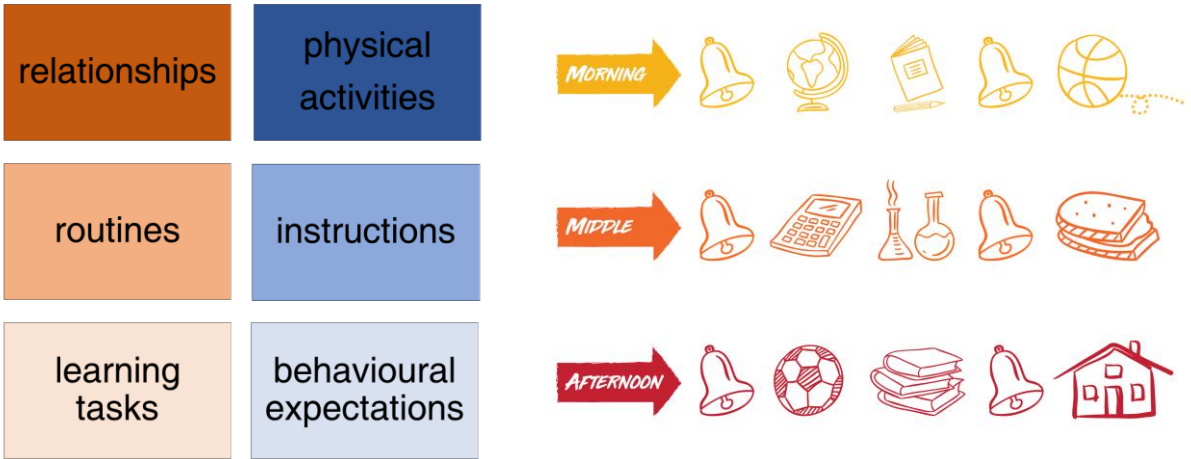 relationships
physical
activities
routines
instructions
learning
tasks
behavioural
expectations
MORNING
MIDDLE
AFTERNOON